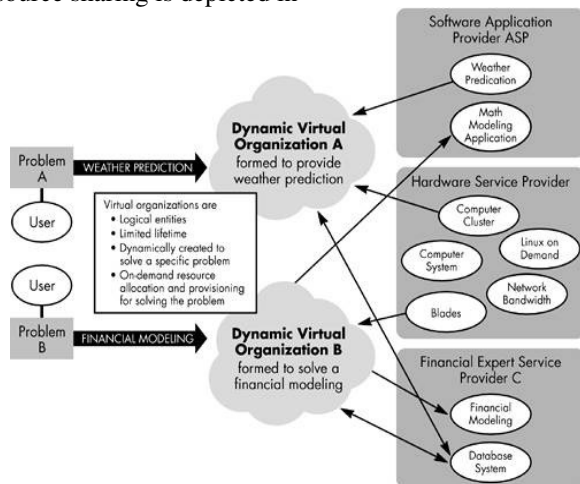 source sharing is depicted in
Software Application
Provider ASP
Weather
Predication
Math
Modeling
Application
Dynamic Virtual
Organization A
formed to provide
weather prediction
Problem
A
WEATHER PREDICTION
User
Virtual organizations are
• Logical entities
• Limited lifetime
• Dynamically created to
solve a specific problem
• On-demand resource
allocation and provisioning
for solving the problem
Hardware Service Provider
Computer
Cluster
Linux on
Demand
Computer
System
Network
Bandwidth
Blades
User
Problem
B
FINANCIAL MODELING
Dynamic Virtual
Organization B
formed to solve a
financial modeling
Financial Expert Service
Provider C
Financial
Modeling
Database
System